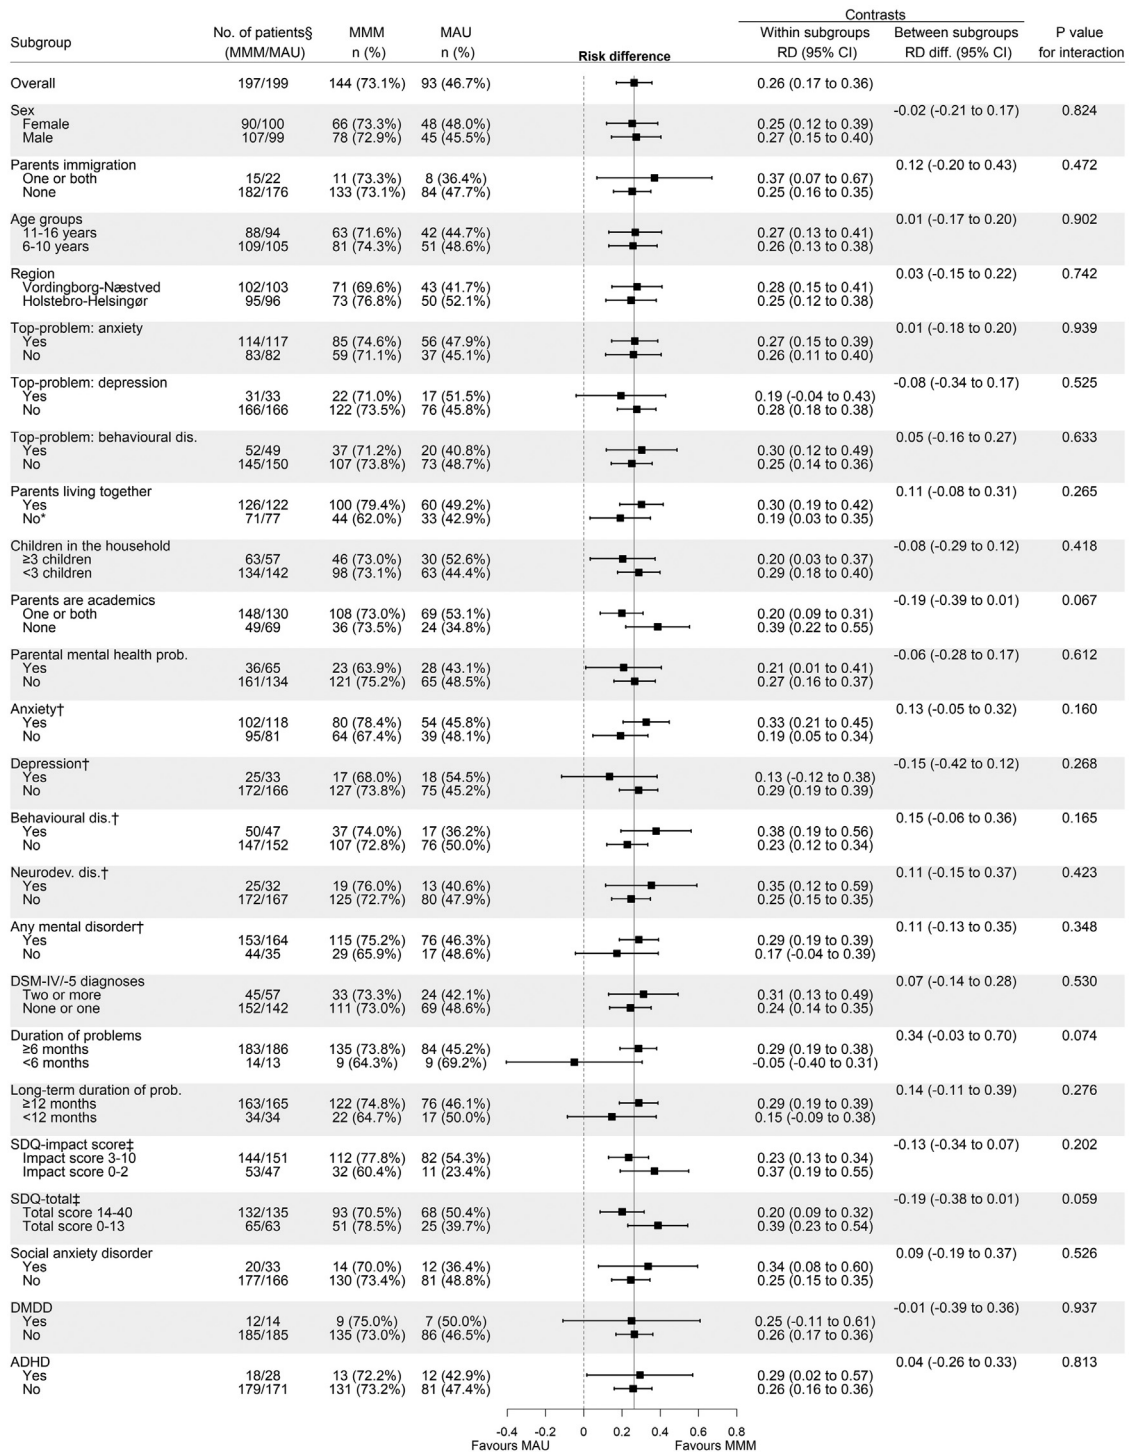 Contrasts
Subgroup No. of patients§ MMM MAU Within subgroups Between subgroups P value
(MMM/MAU) n (%) n (%) Risk difference RD (95% CI) RD diff. (95% CI) for interaction
Overall 197/199 144 (73.1%) 93 (46.7%) 0.26 (0.17 to 0.36)
Sex -0.02 (-0.21 to 0.17) 0.824
Female 90/100 66 (73.3%) 48 (48.0%) 0.25 (0.12 to 0.39)
Male 107/99 78 (72.9%) 45 (45.5%) 0.27 (0.15 to 0.40)
Parents immigration 0.12 (-0.20 to 0.43) 0.472
One or both 15/22 11 (73.3%) 8 (36.4%) 0.37 (0.07 to 0.67)
None 182/176 133 (73.1%) 84 (47.7%) 0.25 (0.16 to 0.35)
Age groups 0.01 (-0.17 to 0.20) 0.902
11-16 years 88/94 63 (71.6%) 42 (44.7%) 0.27 (0.13 to 0.41)
6-10 years 109/105 81 (74.3%) 51 (48.6%) 0.26 (0.13 to 0.38)
Region 0.03 (-0.15 to 0.22) 0.742
Vordingborg-Næstved 102/103 71 (69.6%) 43 (41.7%) 0.28 (0.15 to 0.41)
Holstebro-Helsingør 95/96 73 (76.8%) 50 (52.1%) 0.25 (0.12 to 0.38)
Top-problem: anxiety 0.01 (-0.18 to 0.20) 0.939
Yes 114/117 85 (74.6%) 56 (47.9%) 0.27 (0.15 to 0.39)
No 83/82 59 (71.1%) 37 (45.1%) 0.26 (0.11 to 0.40)
Top-problem: depression -0.08 (-0.34 to 0.17) 0.525
Yes 31/33 22 (71.0%) 17 (51.5%) 0.19 (-0.04 to 0.43)
No 166/166 122 (73.5%) 76 (45.8%) 0.28 (0.18 to 0.38)
Top-problem: behavioural dis. 0.05 (-0.16 to 0.27) 0.633
Yes 52/49 37 (71.2%) 20 (40.8%) 0.30 (0.12 to 0.49)
No 145/150 107 (73.8%) 73 (48.7%) 0.25 (0.14 to 0.36)
Parents living together 0.11 (-0.08 to 0.31) 0.265
Yes 126/122 100 (79.4%) 60 (49.2%) 0.30 (0.19 to 0.42)
No* 71/77 44 (62.0%) 33 (42.9%) 0.19 (0.03 to 0.35)
Children in the household -0.08 (-0.29 to 0.12) 0.418
≥3 children 63/57 46 (73.0%) 30 (52.6%) 0.20 (0.03 to 0.37)
<3 children 134/142 98 (73.1%) 63 (44.4%) 0.29 (0.18 to 0.40)
Parents are academics -0.19 (-0.39 to 0.01) 0.067
One or both 148/130 108 (73.0%) 69 (53.1%) 0.20 (0.09 to 0.31)
None 49/69 36 (73.5%) 24 (34.8%) 0.39 (0.22 to 0.55)
Parental mental health prob. -0.06 (-0.28 to 0.17) 0.612
Yes 36/65 23 (63.9%) 28 (43.1%) 0.21 (0.01 to 0.41)
No 161/134 121 (75.2%) 65 (48.5%) 0.27 (0.16 to 0.37)
Anxiety† 0.13 (-0.05 to 0.32) 0.160
Yes 102/118 80 (78.4%) 54 (45.8%) 0.33 (0.21 to 0.45)
No 95/81 64 (67.4%) 39 (48.1%) 0.19 (0.05 to 0.34)
Depression† -0.15 (-0.42 to 0.12) 0.268
Yes 25/33 17 (68.0%) 18 (54.5%) 0.13 (-0.12 to 0.38)
No 172/166 127 (73.8%) 75 (45.2%) 0.29 (0.19 to 0.39)
Behavioural dis.† 0.15 (-0.06 to 0.36) 0.165
Yes 50/47 37 (74.0%) 17 (36.2%) 0.38 (0.19 to 0.56)
No 147/152 107 (72.8%) 76 (50.0%) 0.23 (0.12 to 0.34)
Neurodev. dis.† 0.11 (-0.15 to 0.37) 0.423
Yes 25/32 19 (76.0%) 13 (40.6%) 0.35 (0.12 to 0.59)
No 172/167 125 (72.7%) 80 (47.9%) 0.25 (0.15 to 0.35)
Any mental disorder† 0.11 (-0.13 to 0.35) 0.348
Yes 153/164 115 (75.2%) 76 (46.3%) 0.29 (0.19 to 0.39)
No 44/35 29 (65.9%) 17 (48.6%) 0.17 (-0.04 to 0.39)
DSM-IV/-5 diagnoses 0.07 (-0.14 to 0.28) 0.530
Two or more 45/57 33 (73.3%) 24 (42.1%) 0.31 (0.13 to 0.49)
None or one 152/142 111 (73.0%) 69 (48.6%) 0.24 (0.14 to 0.35)
Duration of problems 0.34 (-0.03 to 0.70) 0.074
≥6 months 183/186 135 (73.8%) 84 (45.2%) 0.29 (0.19 to 0.38)
<6 months 14/13 9 (64.3%) 9 (69.2%) -0.05 (-0.40 to 0.31)
Long-term duration of prob. 0.14 (-0.11 to 0.39) 0.276
≥12 months 163/165 122 (74.8%) 76 (46.1%) 0.29 (0.19 to 0.39)
<12 months 34/34 22 (64.7%) 17 (50.0%) 0.15 (-0.09 to 0.38)
SDQ-impact score‡ -0.13 (-0.34 to 0.07) 0.202
Impact score 3-10 144/151 112 (77.8%) 82 (54.3%) 0.23 (0.13 to 0.34)
Impact score 0-2 53/47 32 (60.4%) 11 (23.4%) 0.37 (0.19 to 0.55)
SDQ-total‡ -0.19 (-0.38 to 0.01) 0.059
Total score 14-40 132/135 93 (70.5%) 68 (50.4%) 0.20 (0.09 to 0.32)
Total score 0-13 65/63 51 (78.5%) 25 (39.7%) 0.39 (0.23 to 0.54)
Social anxiety disorder 0.09 (-0.19 to 0.37) 0.526
Yes 20/33 14 (70.0%) 12 (36.4%) 0.34 (0.08 to 0.60)
No 177/166 130 (73.4%) 81 (48.8%) 0.25 (0.15 to 0.35)
DMDD -0.01 (-0.39 to 0.36) 0.937
Yes 12/14 9 (75.0%) 7 (50.0%) 0.25 (-0.11 to 0.61)
No 185/185 135 (73.0%) 86 (46.5%) 0.26 (0.17 to 0.36)
ADHD 0.04 (-0.26 to 0.33) 0.813
Yes 18/28 13 (72.2%) 12 (42.9%) 0.29 (0.02 to 0.57)
No 179/171 131 (73.2%) 81 (47.4%) 0.26 (0.16 to 0.36)
-0.4 -0.2 0 0.2 0.4 0.6 0.8
Favours MAU Favours MMM